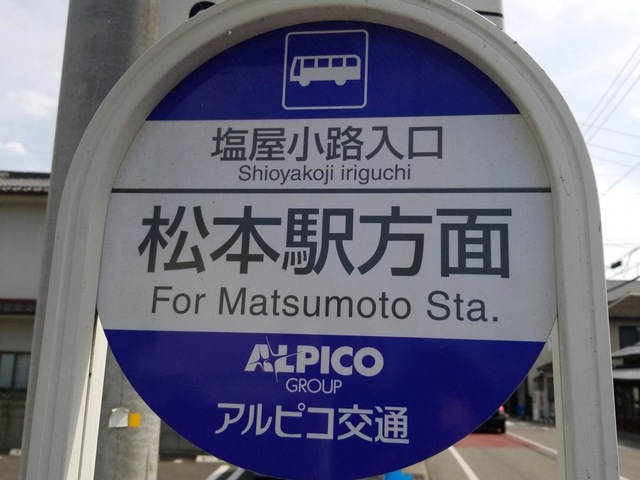 塩屋小路入口
Shioyakoji iriguchi
松本駅方面
For Matsumoto Sta.
ALPICO
GROUP
アルピコ交通